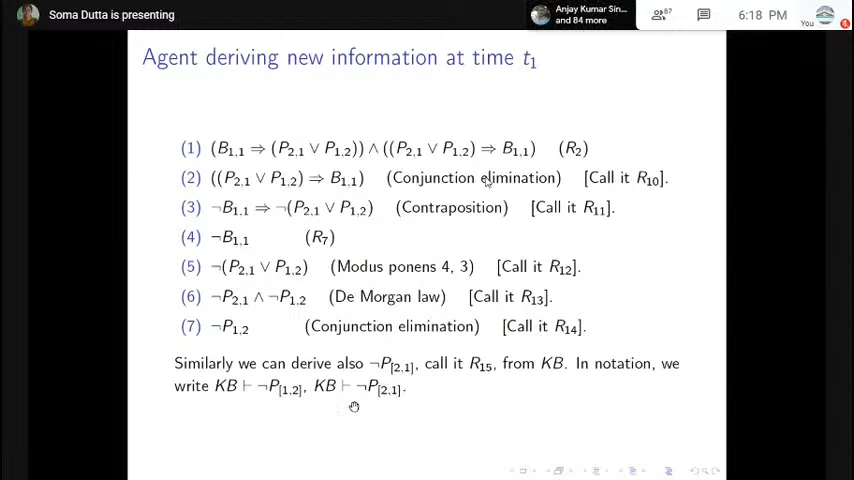 Soma Dutta is presenting
Anjay Kumar Sin...
and 84 more
87
6:18 PM
You
Agent deriving new information at time t₁
(1) (B₁,₁ ⇒ (P₂,₁ ∨ P₁,₂)) ∧ ((P₂,₁ ∨ P₁,₂) ⇒ B₁,₁) (R₂)
(2) ((P₂,₁ ∨ P₁,₂) ⇒ B₁,₁) (Conjunction elimination) [Call it R₁₀].
(3) ¬B₁,₁ ⇒ ¬(P₂,₁ ∨ P₁,₂) (Contraposition) [Call it R₁₁].
(4) ¬B₁,₁ (R₇)
(5) ¬(P₂,₁ ∨ P₁,₂) (Modus ponens 4, 3) [Call it R₁₂].
(6) ¬P₂,₁ ∧ ¬P₁,₂ (De Morgan law) [Call it R₁₃].
(7) ¬P₁,₂ (Conjunction elimination) [Call it R₁₄].
Similarly we can derive also ¬P[₂,₁], call it R₁₅, from KB. In notation, we
write KB ⊢ ¬P[₁,₂], KB ⊢ ¬P[₂,₁].